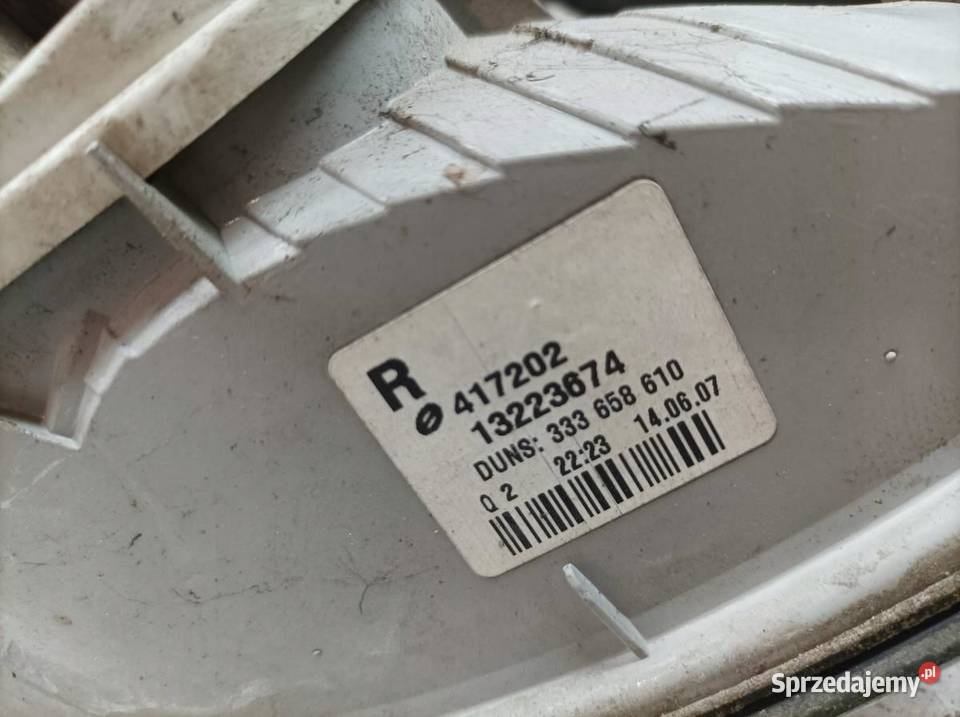 R
417202
13223674
DUNS: 333 658 610
Q 2 22:23 14.06.07
Sprzedajemy.pl